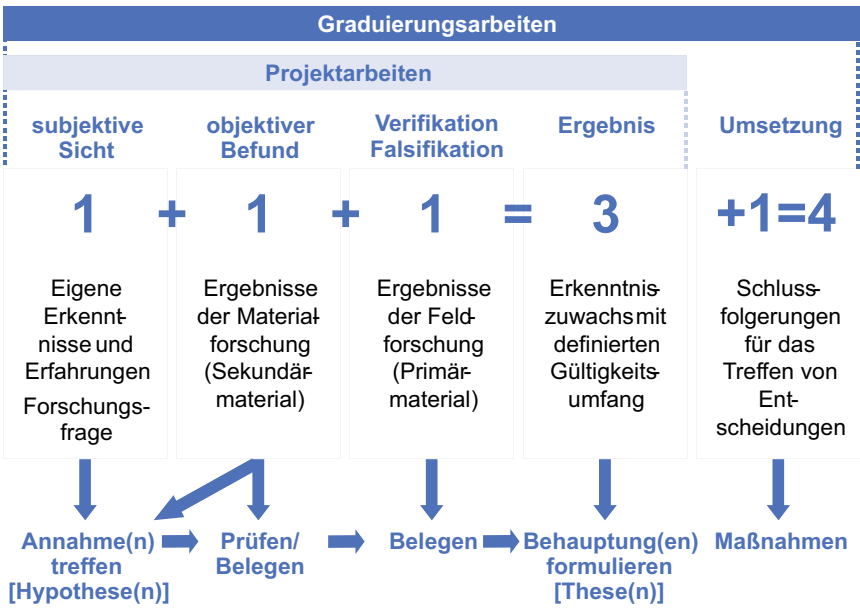 Graduierungsarbeiten
Projektarbeiten
subjektive
Sicht
objektiver
Befund
Verifikation
Falsifikation
Ergebnis
Umsetzung
1 + 1 + 1 = 3 +1=4
Eigene
Erkennt-
nisse und
Erfahrungen
Forschungs-
frage
Ergebnisse
der Material-
forschung
(Sekundär-
material)
Ergebnisse
der Feld-
forschung
(Primär-
material)
Erkenntnis-
zuwachs mit
definierten
Gültigkeits-
umfang
Schluss-
folgerungen
für das
Treffen von
Ent-
scheidungen
Annahme(n)
treffen
[Hypothese(n)]
Prüfen/
Belegen
Belegen
Behauptung(en)
formulieren
[These(n)]
Maßnahmen